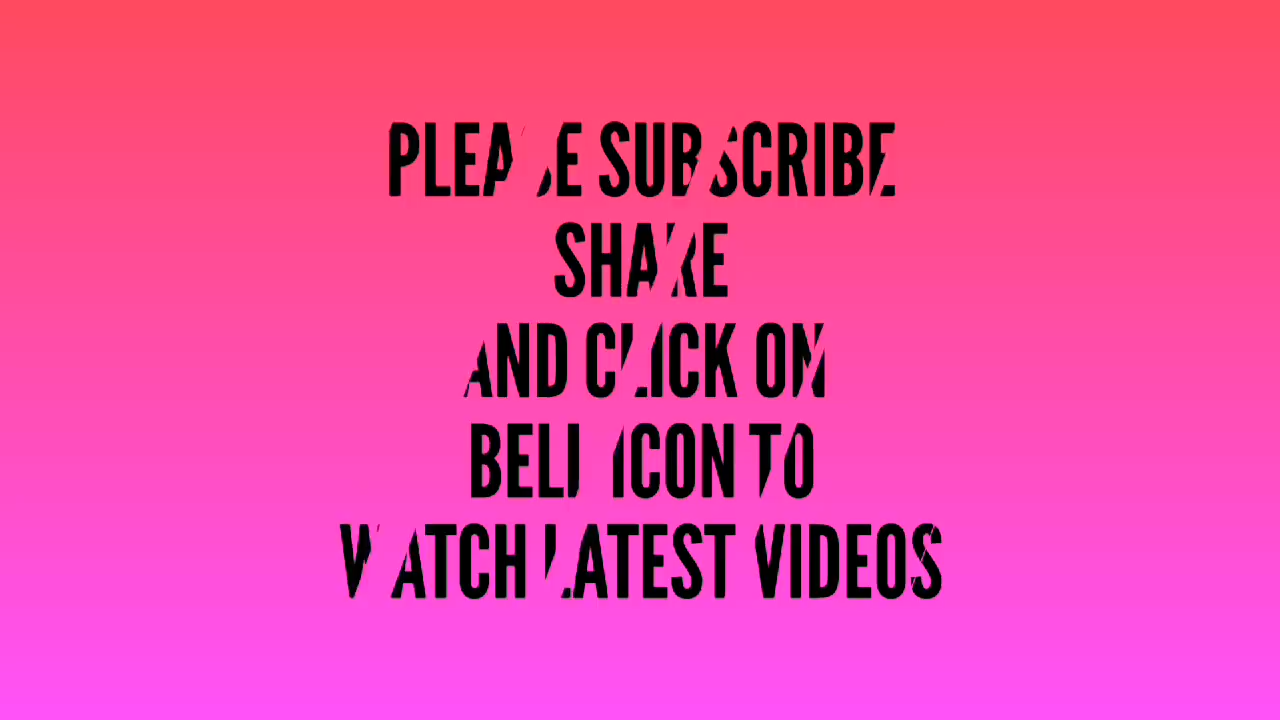 PLEASE SUBSCRIBE
SHARE
AND CLICK ON
BELL ICON TO
WATCH LATEST VIDEOS